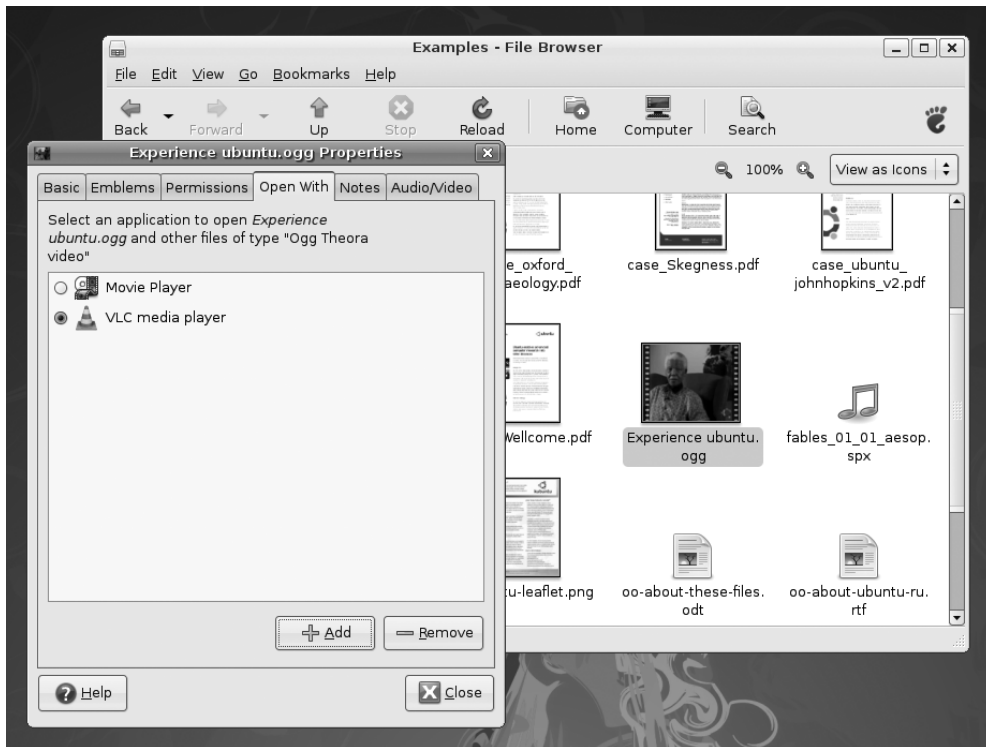 Examples - File Browser
File Edit View Go Bookmarks Help
Back Forward Up Stop Reload Home Computer Search
100% View as Icons
Experience ubuntu.ogg Properties
Basic Emblems Permissions Open With Notes Audio/Video
Select an application to open Experience
ubuntu.ogg and other files of type "Ogg Theora
video"
Movie Player
VLC media player
Add Remove
Help Close
e_oxford_
aeology.pdf
case_Skegness.pdf
case_ubuntu_
johnhopkins_v2.pdf
Wellcome.pdf
Experience ubuntu.
ogg
fables_01_01_aesop.
spx
tu-leaflet.png
oo-about-these-files.
odt
oo-about-ubuntu-ru.
rtf